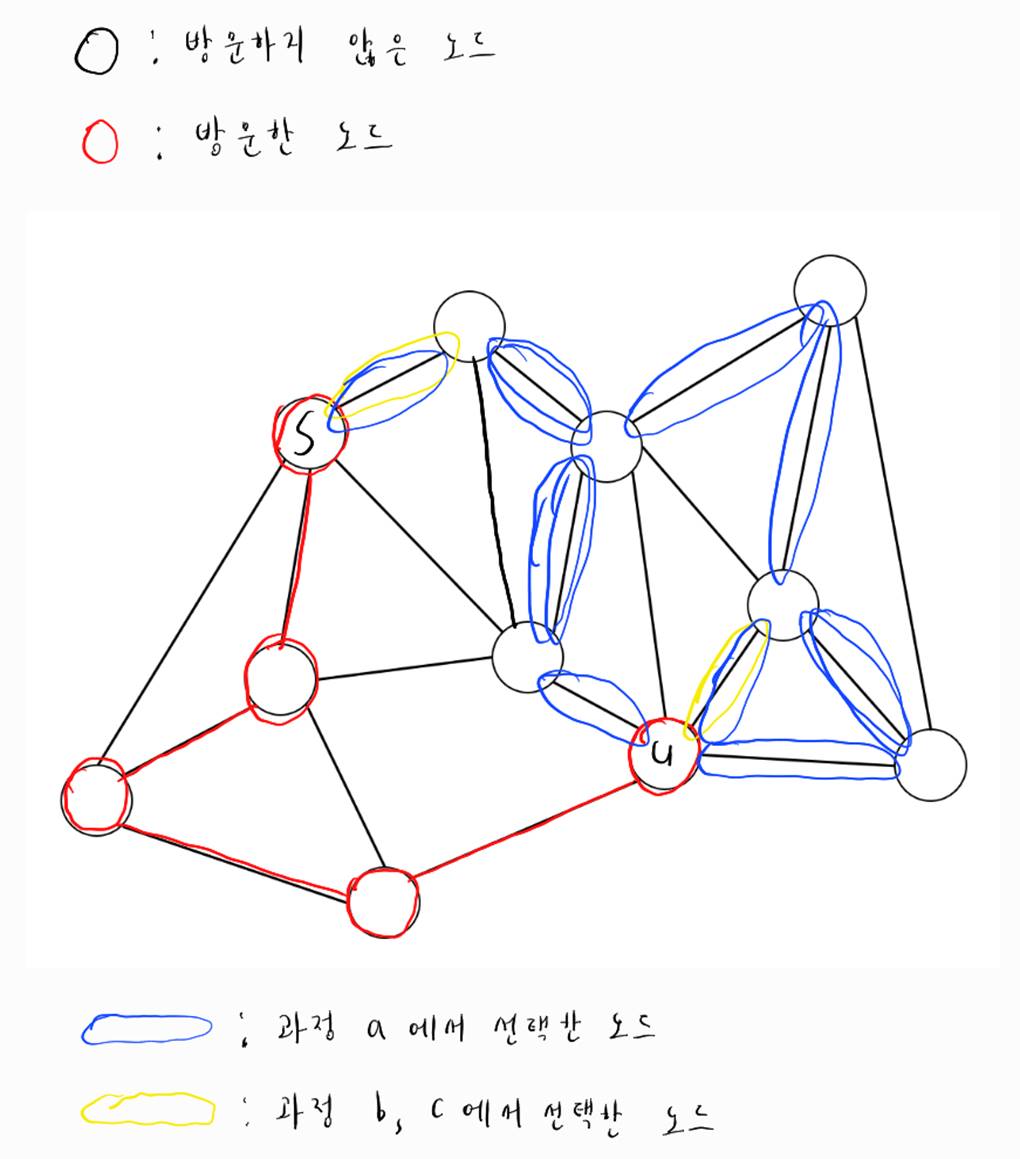 : 방문하지 않은 노드
: 방문한 노드
S
u
: 과정 a 에서 선택한 노드
: 과정 b, c 에서 선택한 노드